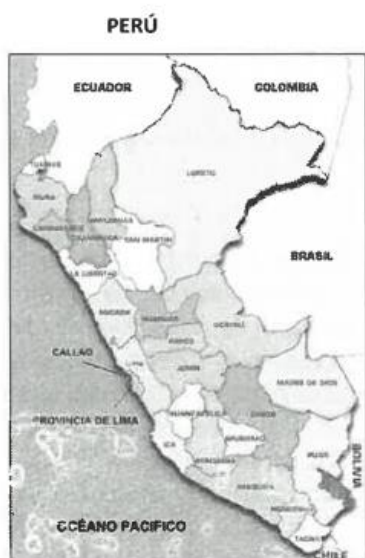 PERÚ
ECUADOR
COLOMBIA
TUMBES
LORETO
PIURA
AMAZONAS
LAMBAYEQUE
CAJAMARCA
SAN MARTIN
BRASIL
LA LIBERTAD
ANCASH
HUANUCO
UCAYALI
PASCO
CALLAO
JUNIN
MADRE DE DIOS
PROVINCIA DE LIMA
HUANCAVELICA
CUSCO
ICA
APURIMAC
PUNO
AYACUCHO
BOLIVIA
AREQUIPA
MOQUEGUA
OCÉANO PACIFICO
TACNA
CHILE